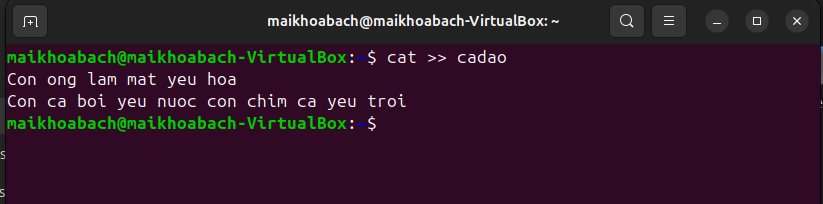 maikhoabach@maikhoabach-VirtualBox: ~
maikhoabach@maikhoabach-VirtualBox:~$ cat >> cadao
Con ong lam mat yeu hoa
Con ca boi yeu nuoc con chim ca yeu troi
maikhoabach@maikhoabach-VirtualBox:~$